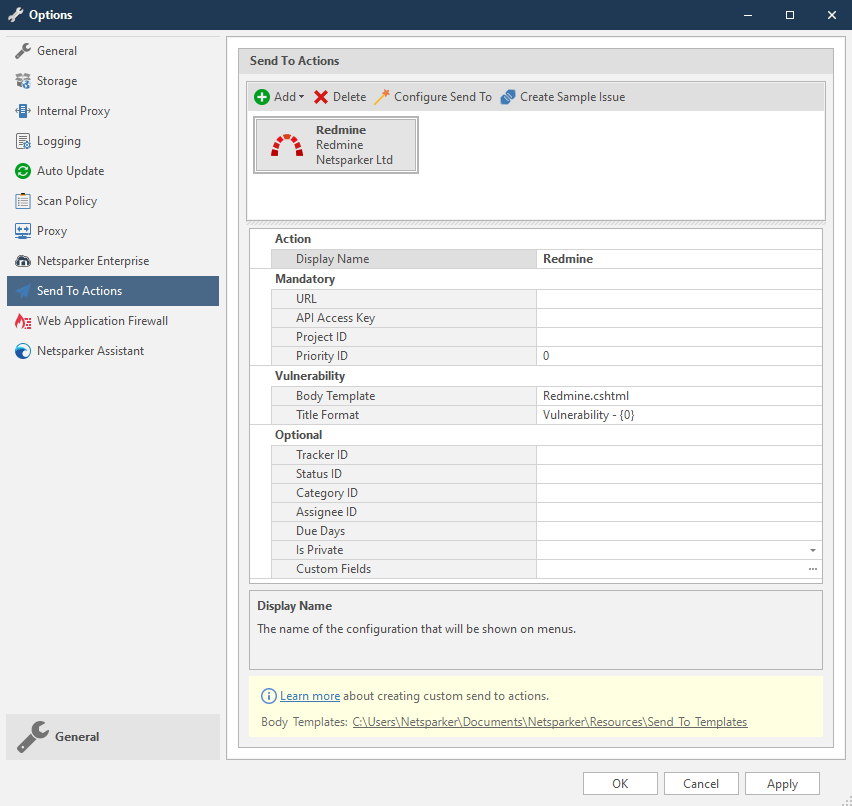 Options
General
Storage
Internal Proxy
Logging
Auto Update
Scan Policy
Proxy
Netsparker Enterprise
Send To Actions
Web Application Firewall
Netsparker Assistant
General
Send To Actions
Add Delete Configure Send To Create Sample Issue
Redmine
Redmine
Netsparker Ltd
Action
Display Name Redmine
Mandatory
URL
API Access Key
Project ID
Priority ID 0
Vulnerability
Body Template Redmine.cshtml
Title Format Vulnerability - {0}
Optional
Tracker ID
Status ID
Category ID
Assignee ID
Due Days
Is Private
Custom Fields ...
Display Name
The name of the configuration that will be shown on menus.
Learn more about creating custom send to actions.
Body Templates: C:\Users\Netsparker\Documents\Netsparker\Resources\Send_To_Templates
OK Cancel Apply